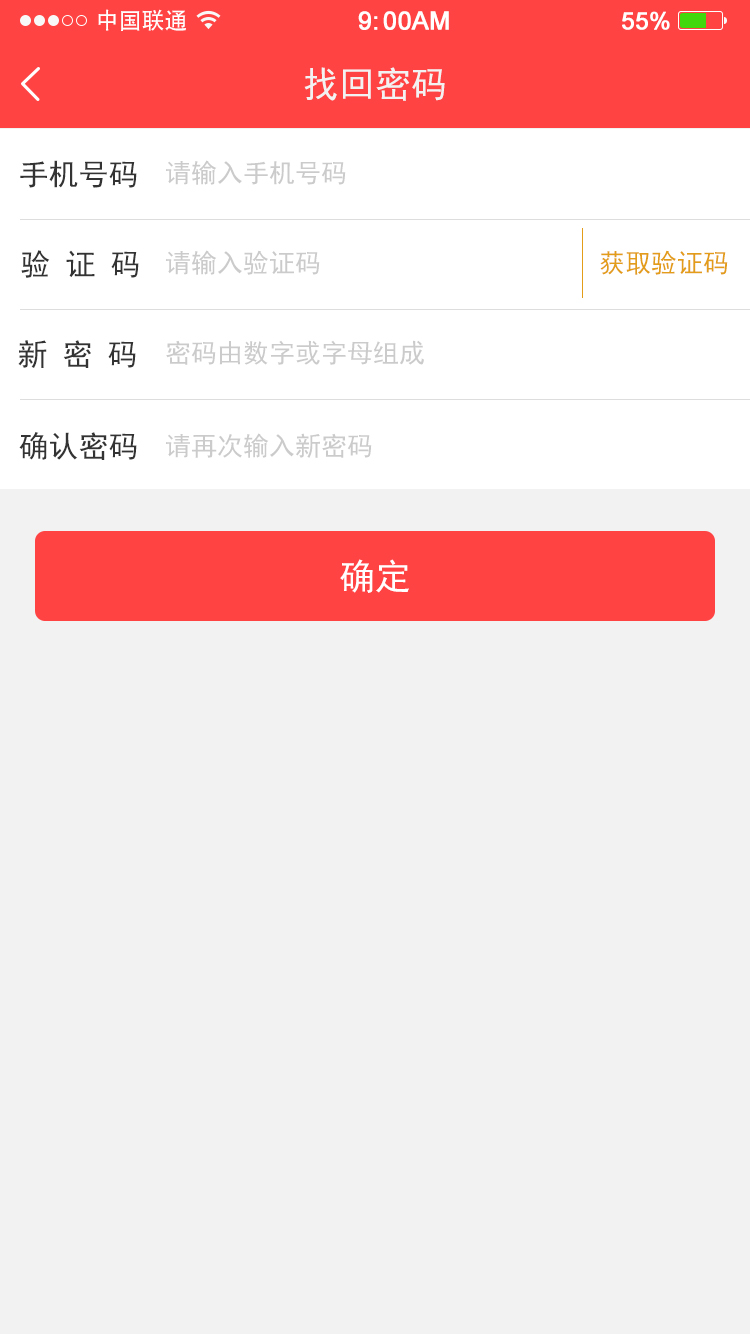 中国联通 9:00AM 55%
找回密码
手机号码 请输入手机号码
验证码 请输入验证码 获取验证码
新密码 密码由数字或字母组成
确认密码 请再次输入新密码
确定